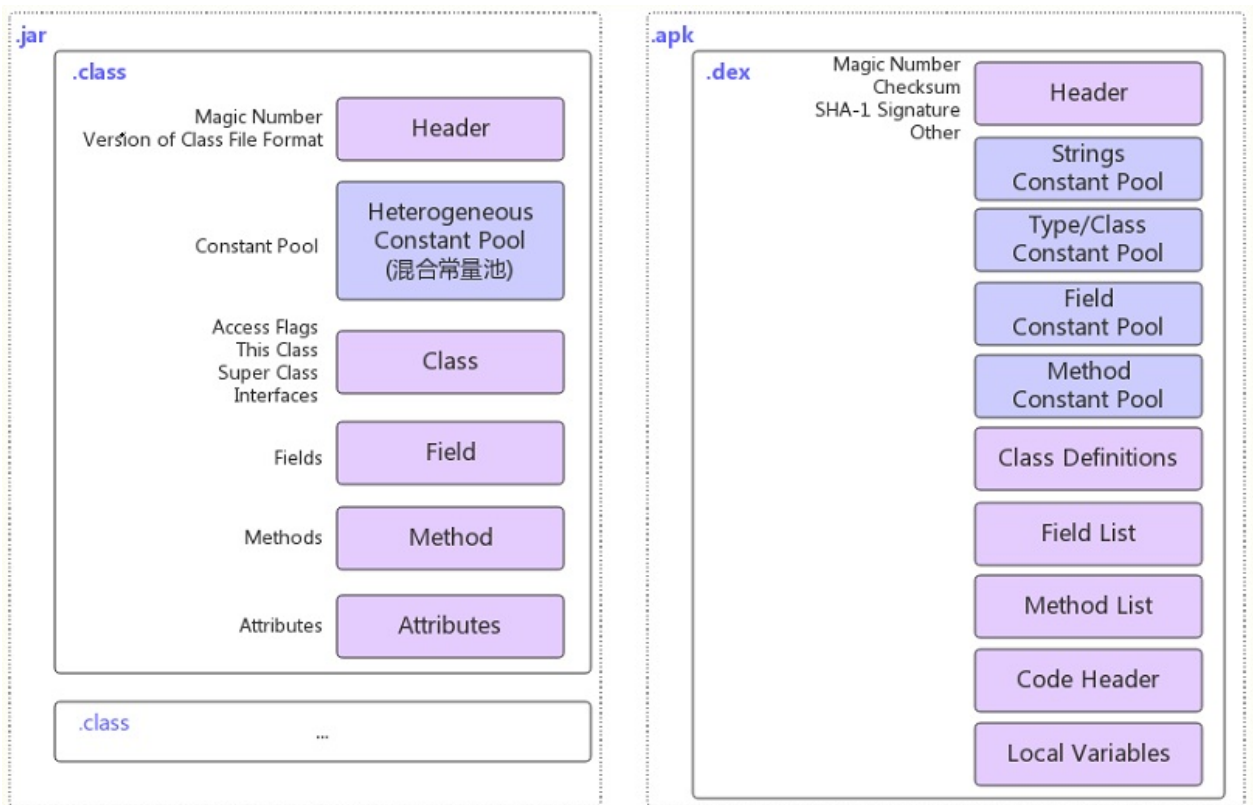 .jar
.class
Magic Number
Version of Class File Format
Header
Constant Pool
Heterogeneous
Constant Pool
(混合常量池)
Access Flags
This Class
Super Class
Interfaces
Class
Fields
Field
Methods
Method
Attributes
Attributes
.class
...
.apk
.dex
Magic Number
Checksum
SHA-1 Signature
Other
Header
Strings
Constant Pool
Type/Class
Constant Pool
Field
Constant Pool
Method
Constant Pool
Class Definitions
Field List
Method List
Code Header
Local Variables